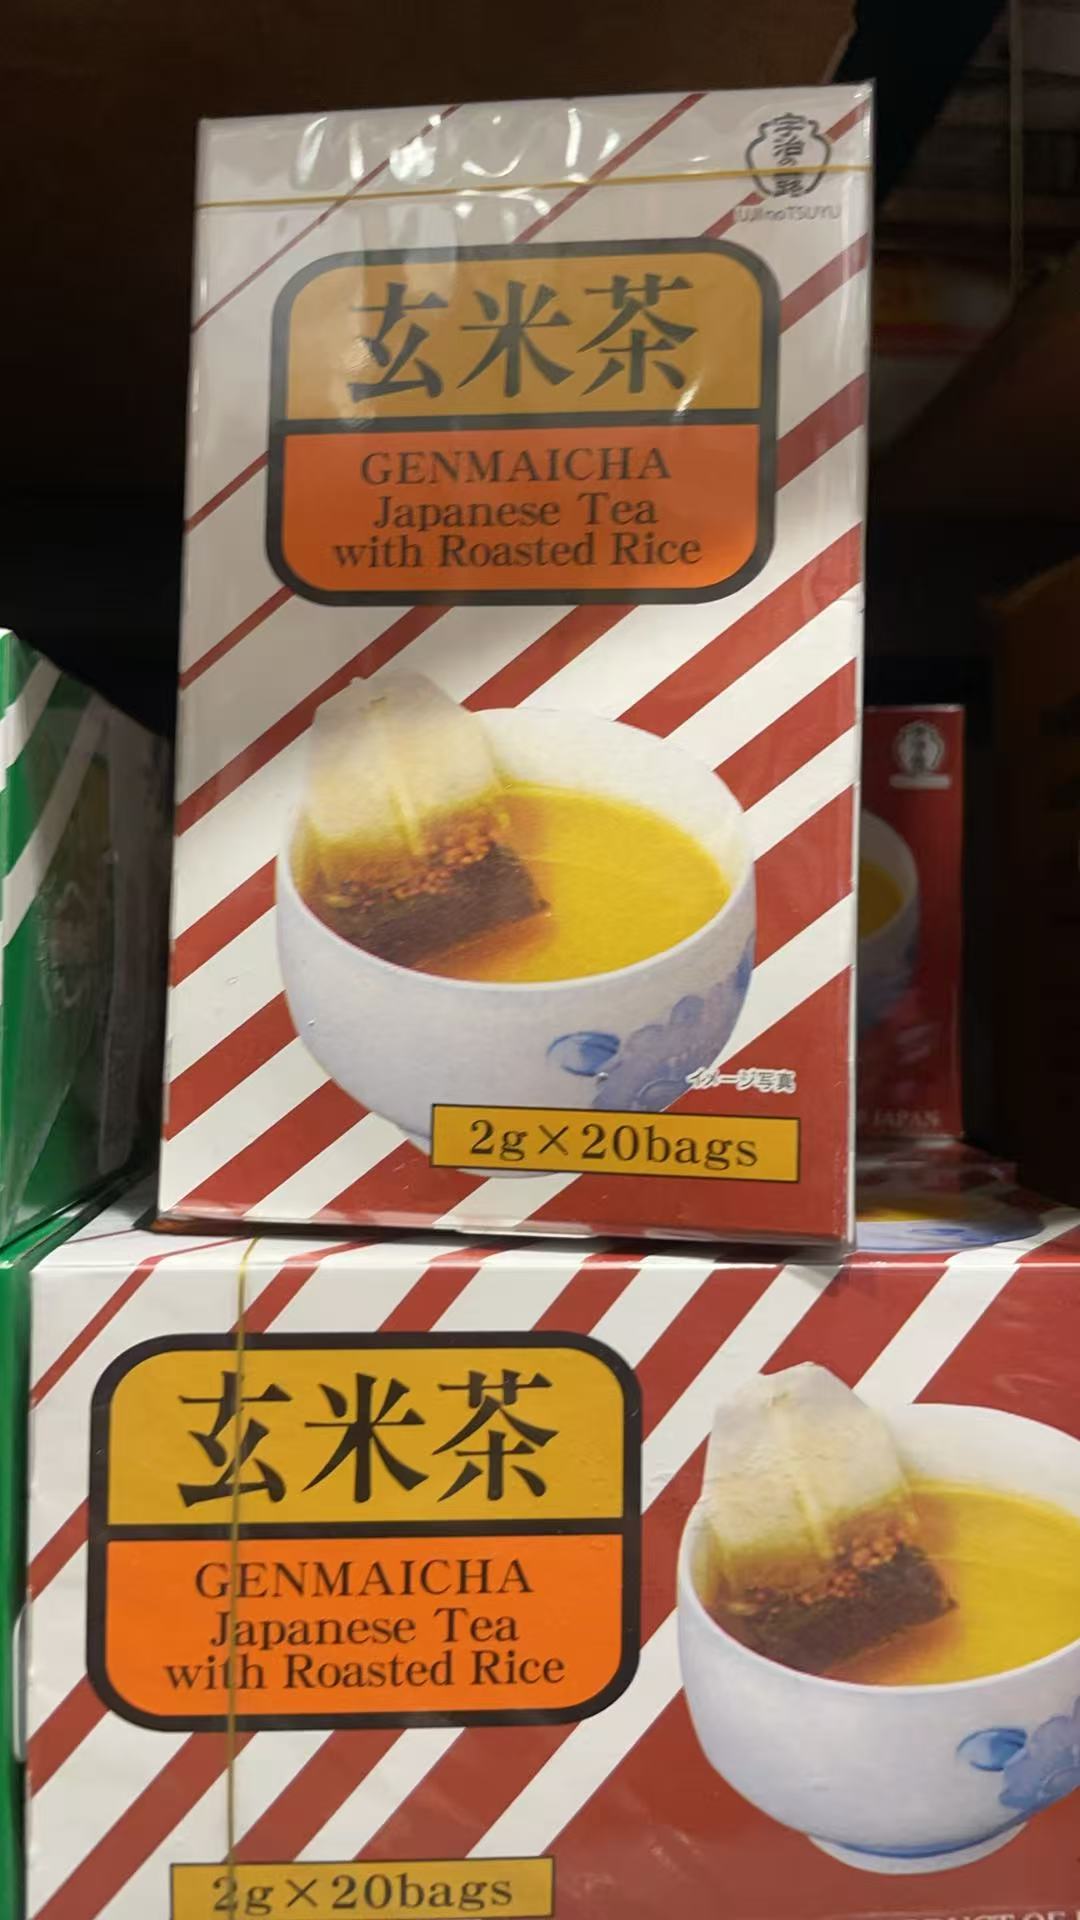 宇治の露
UJI no TSUYU
玄米茶
GENMAICHA
Japanese Tea
with Roasted Rice
イメージ写真
2g×20bags
JAPAN
玄米茶
GENMAICHA
Japanese Tea
with Roasted Rice
2g×20bags